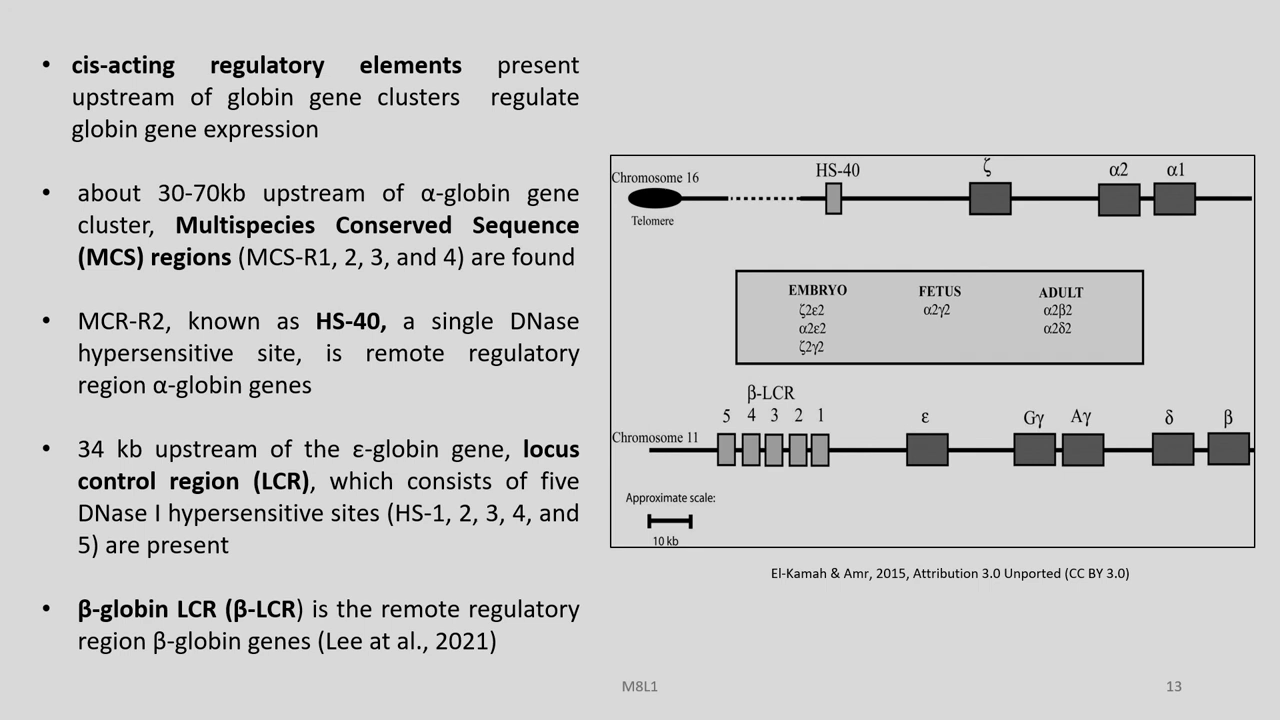 • cis-acting regulatory elements present
upstream of globin gene clusters regulate
globin gene expression
• about 30-70kb upstream of α-globin gene
cluster, Multispecies Conserved Sequence
(MCS) regions (MCS-R1, 2, 3, and 4) are found
• MCR-R2, known as HS-40, a single DNase
hypersensitive site, is remote regulatory
region α-globin genes
• 34 kb upstream of the ε-globin gene, locus
control region (LCR), which consists of five
DNase I hypersensitive sites (HS-1, 2, 3, 4, and
5) are present
• β-globin LCR (β-LCR) is the remote regulatory
region β-globin genes (Lee at al., 2021)
Chromosome 16
HS-40 ζ α2 α1
Telomere
EMBRYO FETUS ADULT
ζ2ε2 α2γ2 α2β2
α2ε2 α2δ2
ζ2γ2
β-LCR
5 4 3 2 1 ε Gγ Aγ δ β
Chromosome 11
Approximate scale:
10 kb
El-Kamah & Amr, 2015, Attribution 3.0 Unported (CC BY 3.0)
M8L1 13